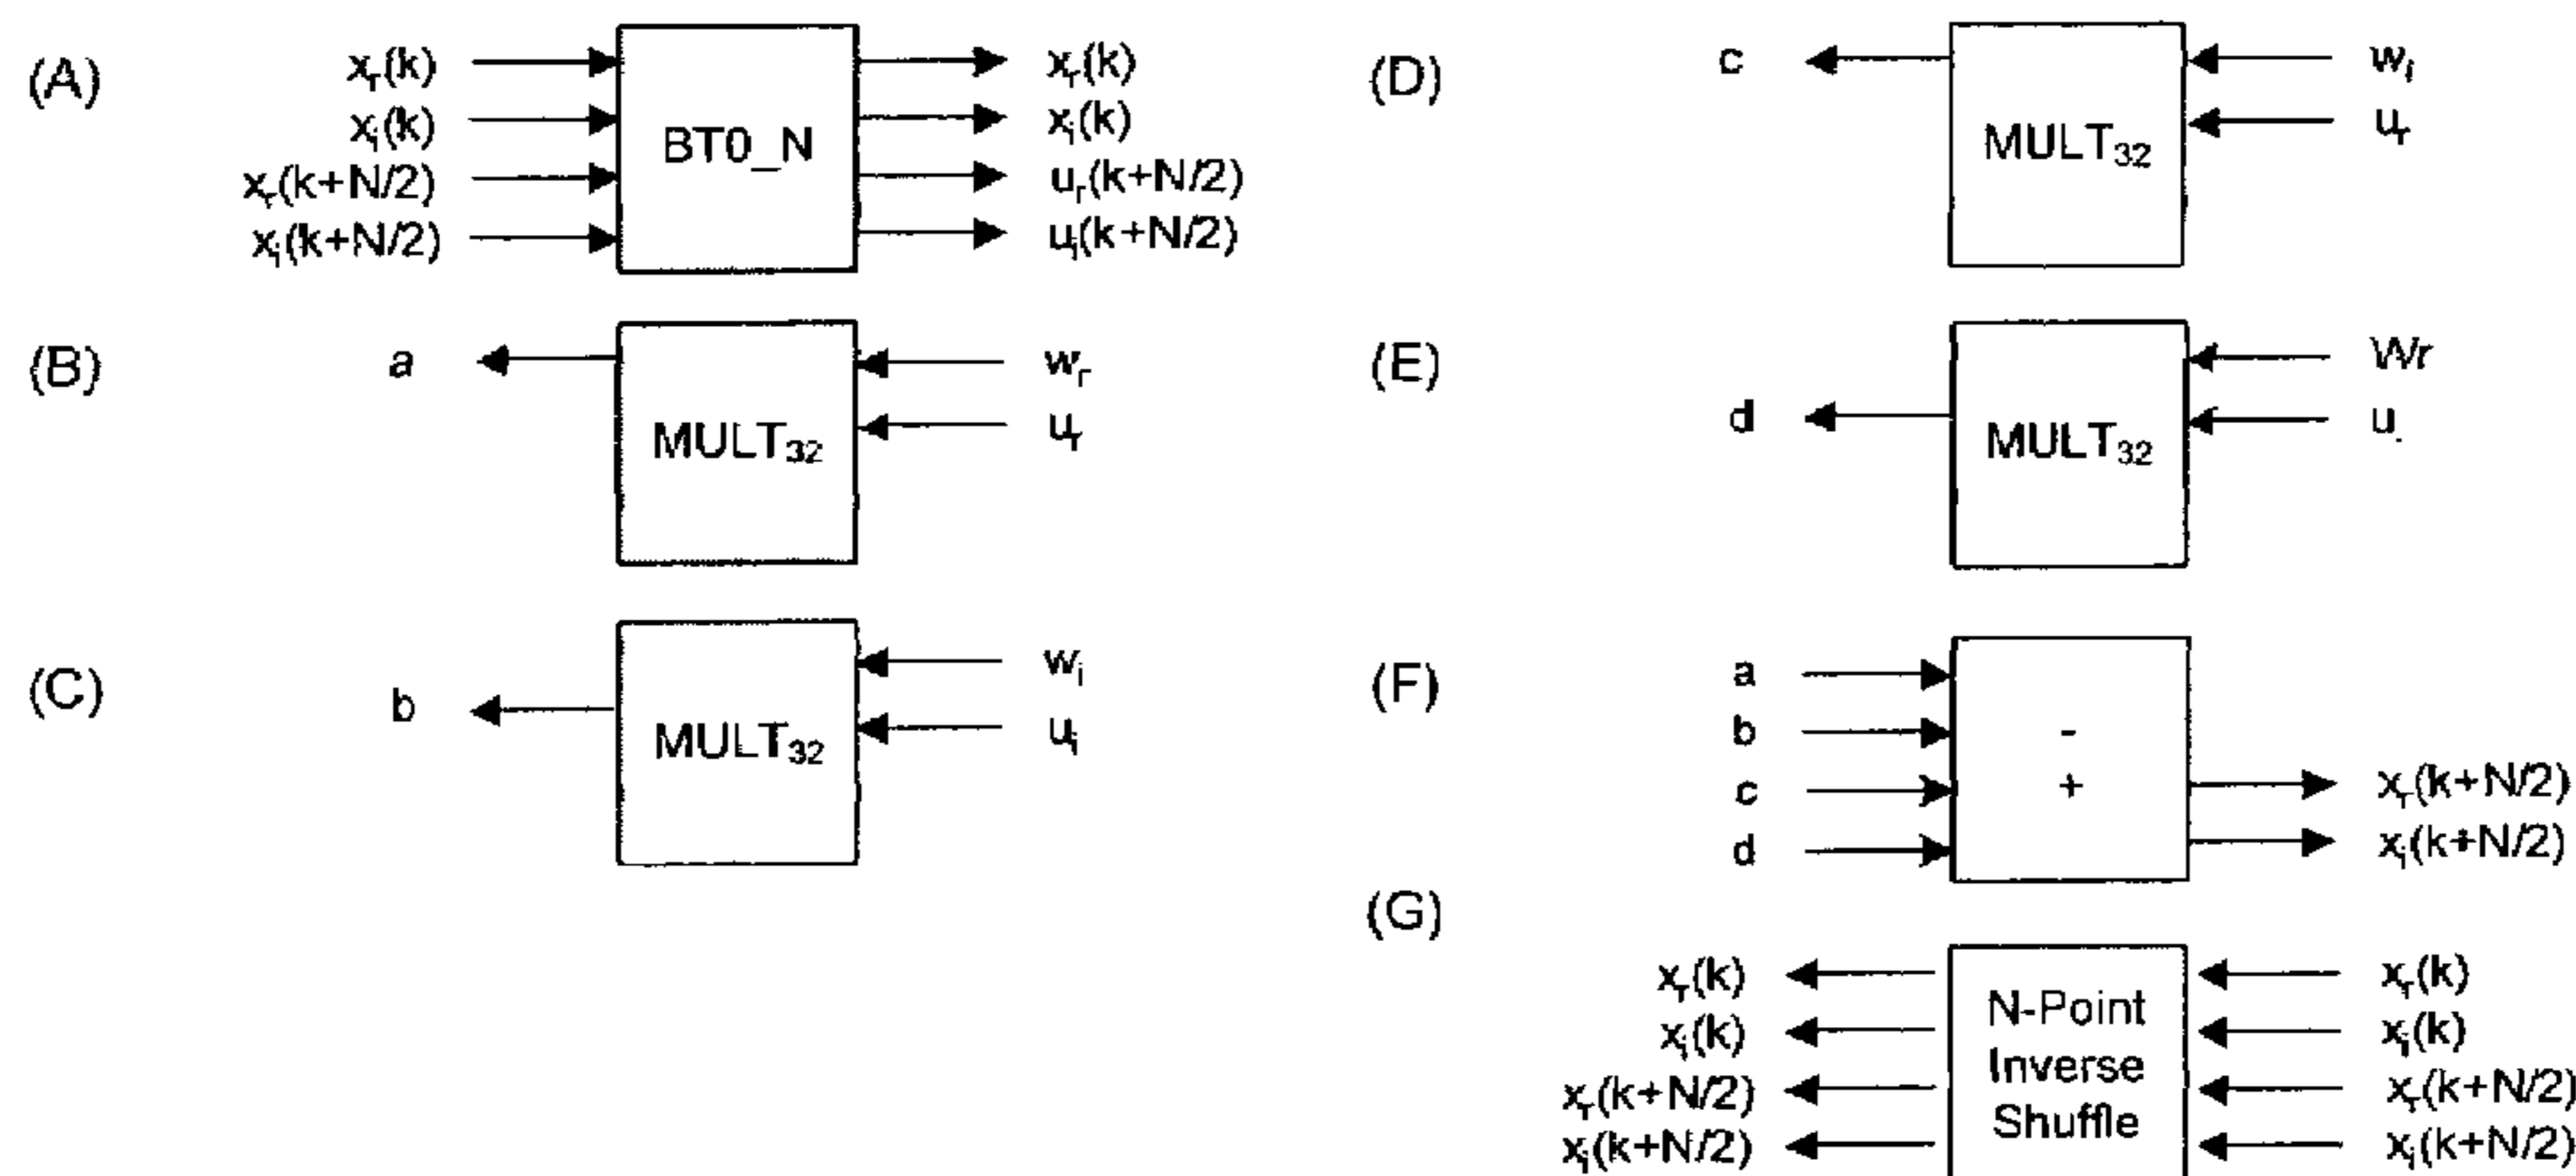 (A)
xr(k)
xi(k)
xr(k+N/2)
xi(k+N/2)
BT0_N
xr(k)
xi(k)
ur(k+N/2)
ui(k+N/2)
(B)
a
MULT32
wr
ur
(C)
b
MULT32
wi
ui
(D)
c
MULT32
wi
ur
(E)
d
MULT32
Wr
u.
(F)
a
b
c
d
-
+
xr(k+N/2)
xi(k+N/2)
(G)
xr(k)
xi(k)
xr(k+N/2)
xi(k+N/2)
N-Point
Inverse
Shuffle
xr(k)
xi(k)
xr(k+N/2)
xi(k+N/2)